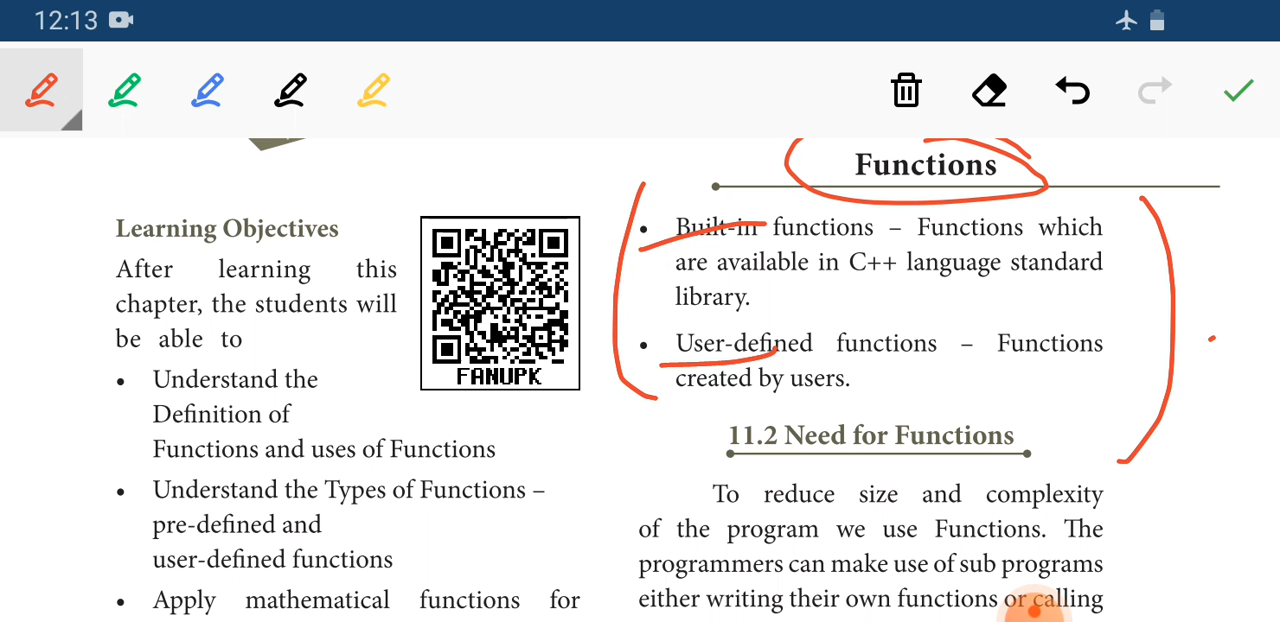 12:13
Functions
Learning Objectives
After learning this
chapter, the students will
be able to
FANUPK
• Understand the
Definition of
Functions and uses of Functions
• Understand the Types of Functions –
pre-defined and
user-defined functions
• Apply mathematical functions for
• Built-in functions – Functions which
are available in C++ language standard
library.
• User-defined functions – Functions
created by users.
11.2 Need for Functions
To reduce size and complexity
of the program we use Functions. The
programmers can make use of sub programs
either writing their own functions or calling